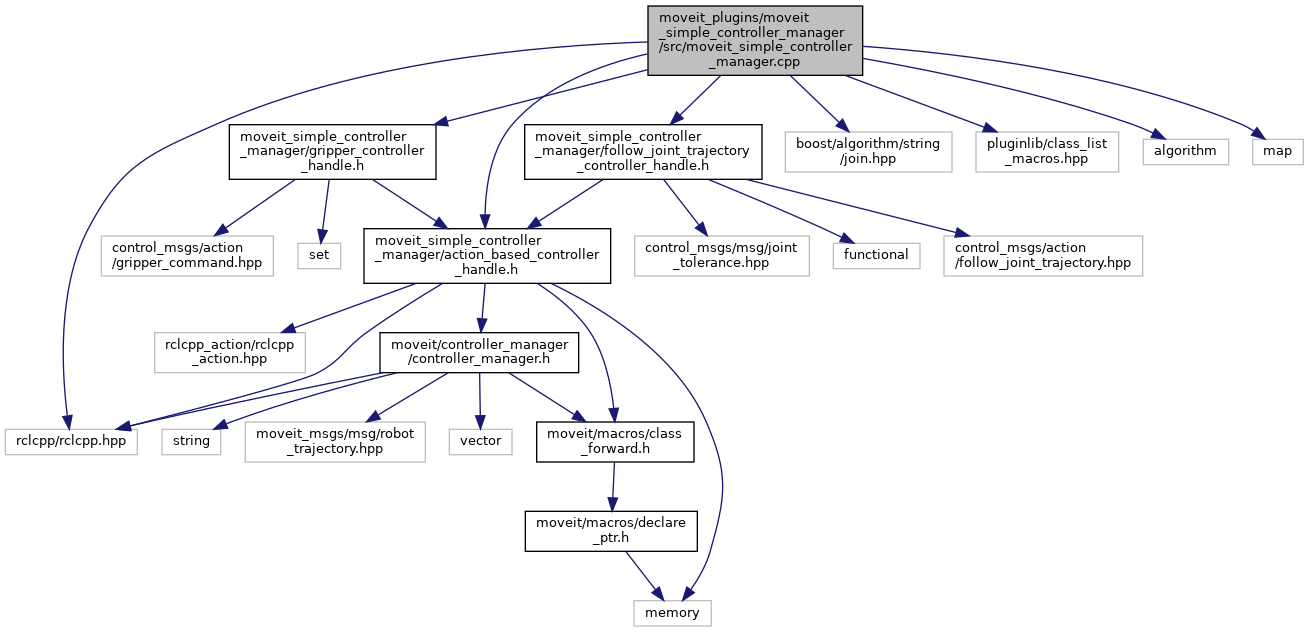 moveit_plugins/moveit
_simple_controller_manager
/src/moveit_simple_controller
_manager.cpp
moveit_simple_controller
_manager/gripper_controller
_handle.h
moveit_simple_controller
_manager/follow_joint_trajectory
_controller_handle.h
boost/algorithm/string
/join.hpp
pluginlib/class_list
_macros.hpp
algorithm
map
control_msgs/action
/gripper_command.hpp
set
moveit_simple_controller
_manager/action_based_controller
_handle.h
control_msgs/msg/joint
_tolerance.hpp
functional
control_msgs/action
/follow_joint_trajectory.hpp
rclcpp_action/rclcpp
_action.hpp
moveit/controller_manager
/controller_manager.h
rclcpp/rclcpp.hpp
string
moveit_msgs/msg/robot
_trajectory.hpp
vector
moveit/macros/class
_forward.h
moveit/macros/declare
_ptr.h
memory